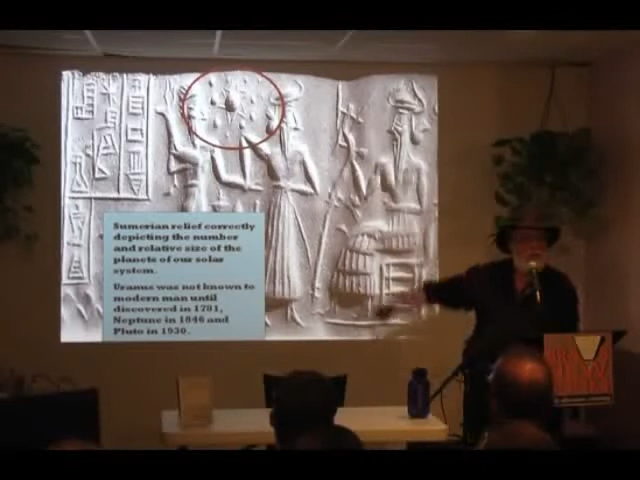 Sumerian relief correctly
depicting the number
and relative size of the
planets of our solar
system.
Uranus was not known to
modern man until
discovered in 1781,
Neptune in 1846 and
Pluto in 1930.